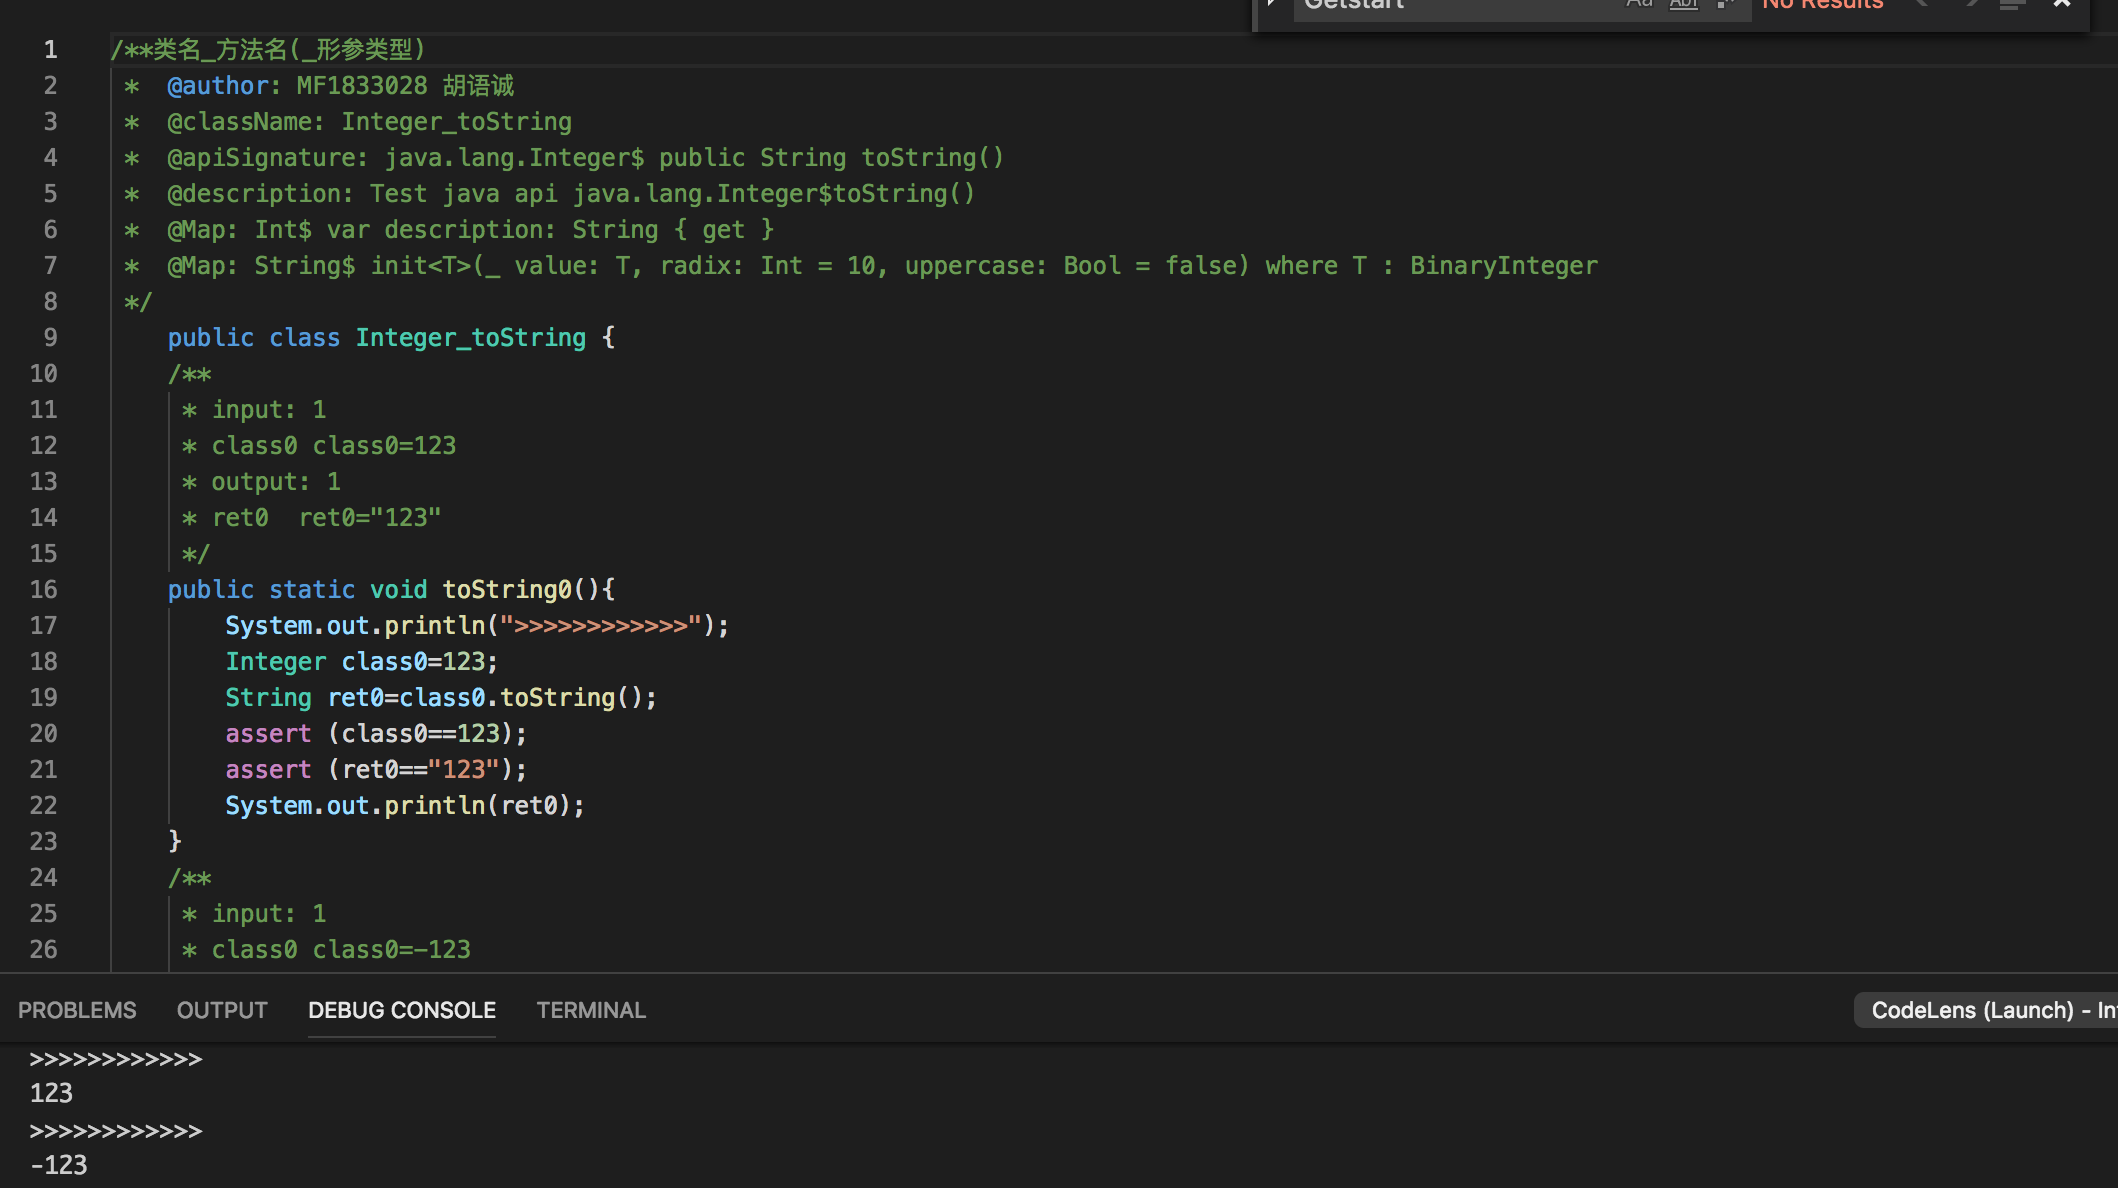 Getstart Aa Abl No Results
1 /**类名_方法名(_形参类型)
2 * @author: MF1833028 胡语诚
3 * @className: Integer_toString
4 * @apiSignature: java.lang.Integer$ public String toString()
5 * @description: Test java api java.lang.Integer$toString()
6 * @Map: Int$ var description: String { get }
7 * @Map: String$ init<T>(_ value: T, radix: Int = 10, uppercase: Bool = false) where T : BinaryInteger
8 */
9 public class Integer_toString {
10 /**
11 * input: 1
12 * class0 class0=123
13 * output: 1
14 * ret0  ret0="123"
15 */
16 public static void toString0(){
17 System.out.println(">>>>>>>>>>>>");
18 Integer class0=123;
19 String ret0=class0.toString();
20 assert (class0==123);
21 assert (ret0=="123");
22 System.out.println(ret0);
23 }
24 /**
25 * input: 1
26 * class0 class0=-123
PROBLEMS OUTPUT DEBUG CONSOLE TERMINAL CodeLens (Launch) - Int
>>>>>>>>>>>>
123
>>>>>>>>>>>>
-123